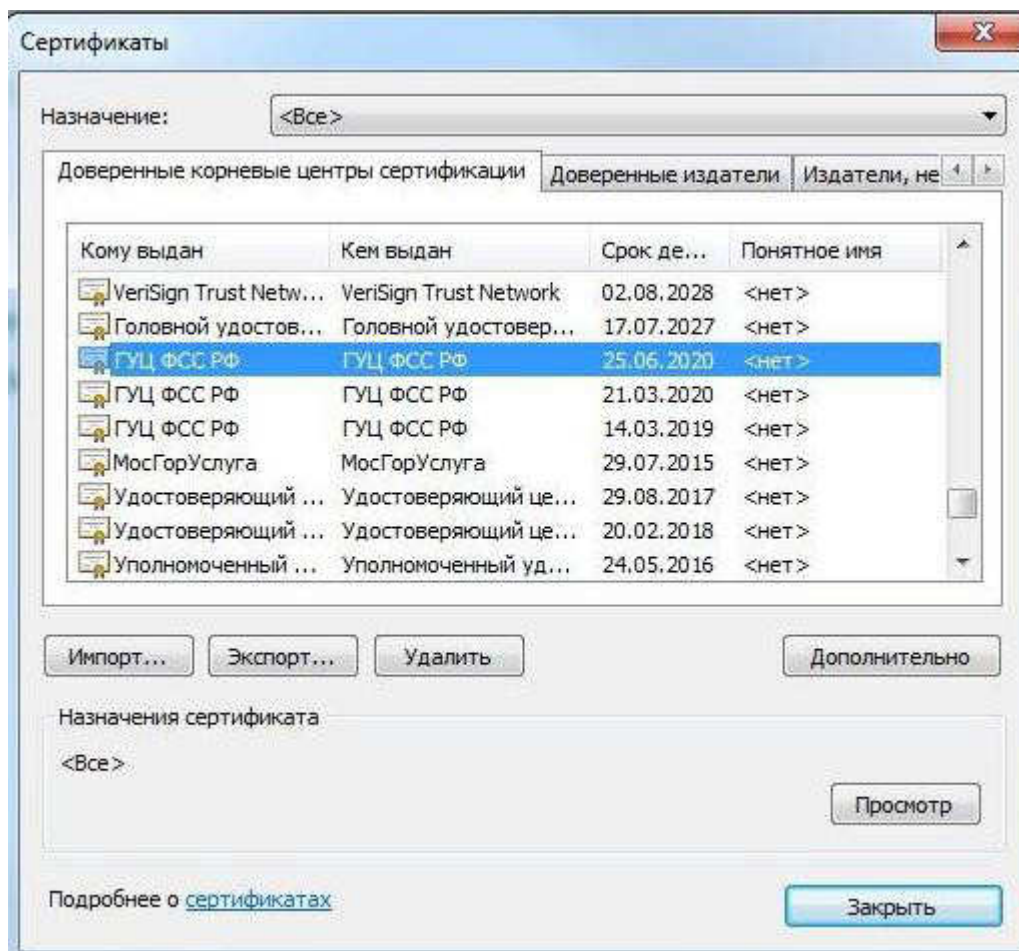 Сертификаты
Назначение: <Все>
Доверенные корневые центры сертификации Доверенные издатели Издатели, не
Кому выдан Кем выдан Срок де... Понятное имя
VeriSign Trust Netw... VeriSign Trust Network 02.08.2028 <нет>
Головной удостов... Головной удостовер... 17.07.2027 <нет>
ГУЦ ФСС РФ ГУЦ ФСС РФ 25.06.2020 <нет>
ГУЦ ФСС РФ ГУЦ ФСС РФ 21.03.2020 <нет>
ГУЦ ФСС РФ ГУЦ ФСС РФ 14.03.2019 <нет>
МосГорУслуга МосГорУслуга 29.07.2015 <нет>
Удостоверяющий ... Удостоверяющий це... 29.08.2017 <нет>
Удостоверяющий ... Удостоверяющий це... 20.02.2018 <нет>
Уполномоченный ... Уполномоченный уд... 24.05.2016 <нет>
Импорт... Экспорт... Удалить Дополнительно
Назначения сертификата
<Все>
Просмотр
Подробнее о сертификатах
Закрыть